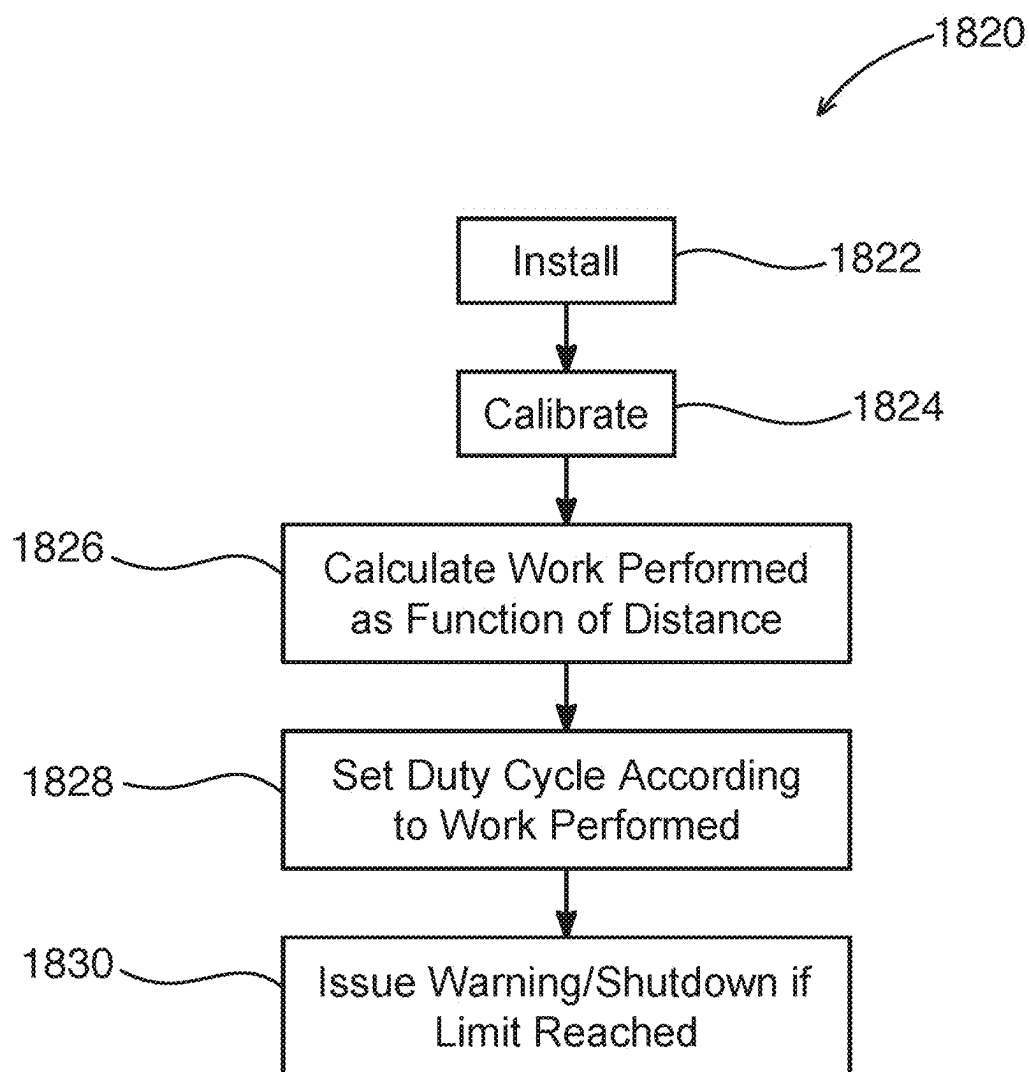 1820
Install
1822
Calibrate
1824
1826
Calculate Work Performed
as Function of Distance
1828
Set Duty Cycle According
to Work Performed
1830
Issue Warning/Shutdown if
Limit Reached